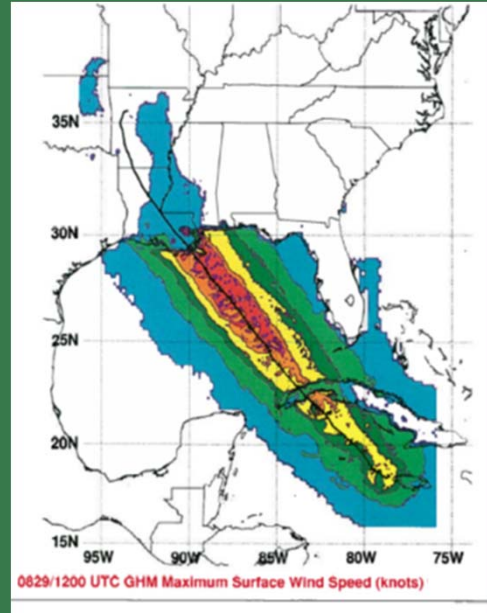 35N
30N
25N
20N
15N
95W 90W 85W 80W 75W
0829/1200 UTC GHM Maximum Surface Wind Speed (knots)